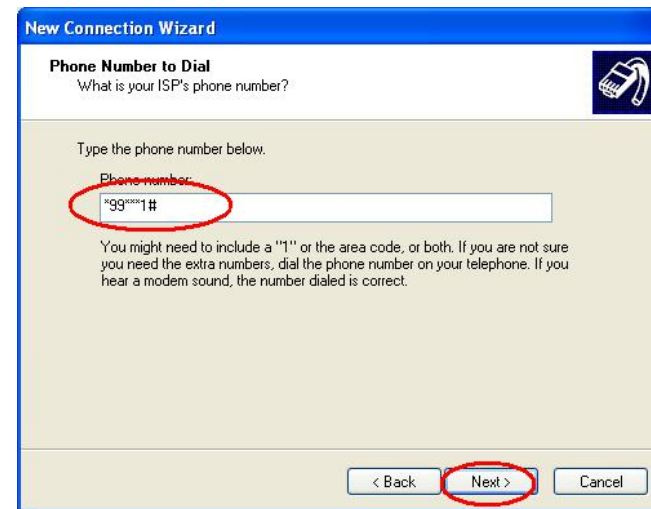 New Connection Wizard
Phone Number to Dial
What is your ISP's phone number?
Type the phone number below.
Phone number:
*99***1#
You might need to include a "1" or the area code, or both. If you are not sure
you need the extra numbers, dial the phone number on your telephone. If you
hear a modem sound, the number dialed is correct.
< Back Next > Cancel